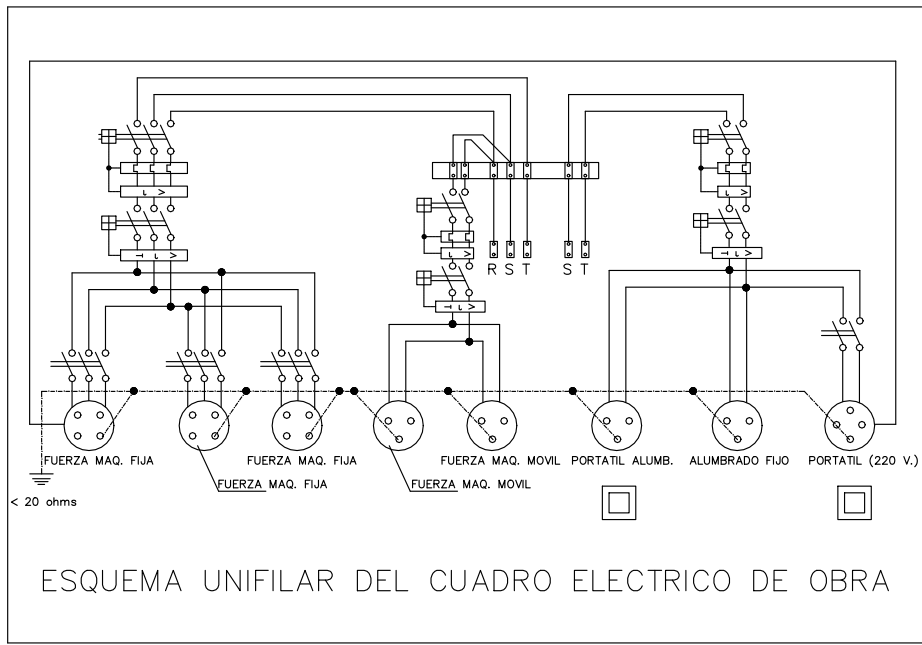 R S T S T
FUERZA MAQ. FIJA FUERZA MAQ. FIJA FUERZA MAQ. MOVIL PORTATIL ALUMB. ALUMBRADO FIJO PORTATIL (220 V.)
FUERZA MAQ. FIJA FUERZA MAQ. MOVIL
< 20 ohms
ESQUEMA UNIFILAR DEL CUADRO ELECTRICO DE OBRA